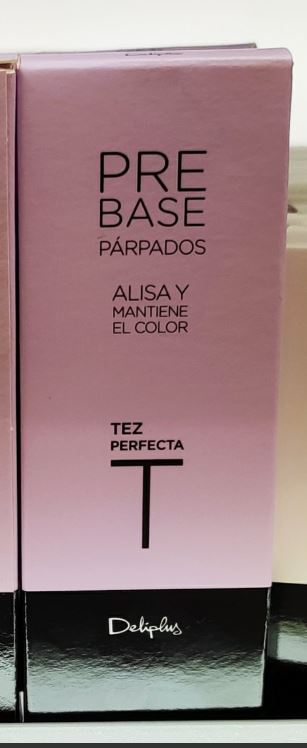 PRE
BASE
PÁRPADOS
ALISA Y
MANTIENE
EL COLOR
TEZ
PERFECTA
T
Deliplus